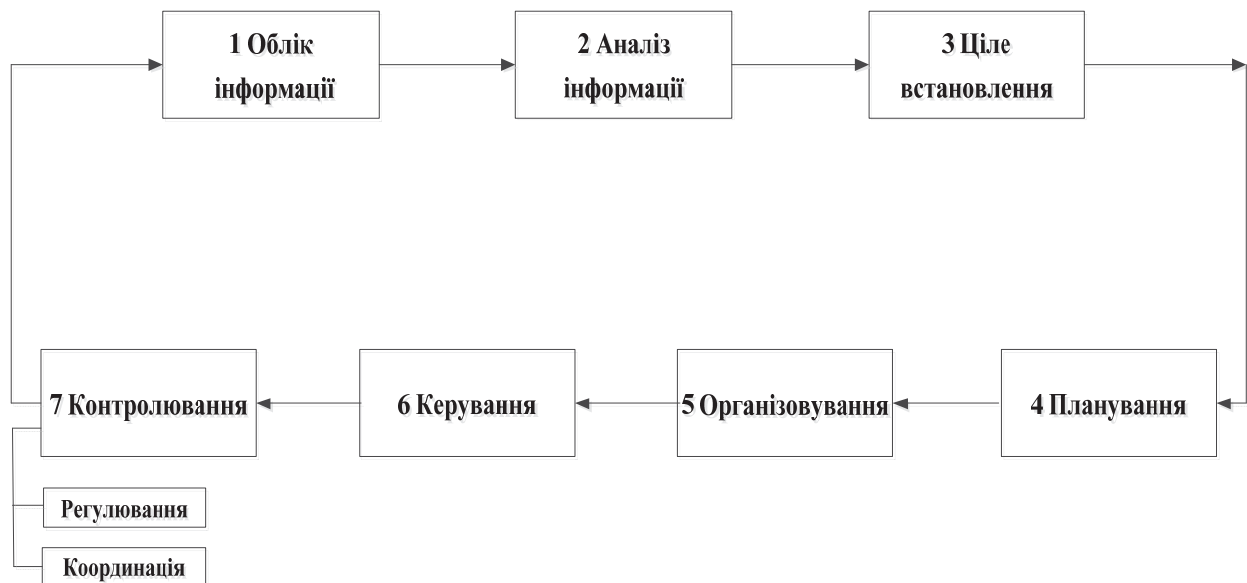 1 Облік
інформації
2 Аналіз
інформації
3 Ціле
встановлення
7 Контролювання
6 Керування
5 Організовування
4 Планування
Регулювання
Координація